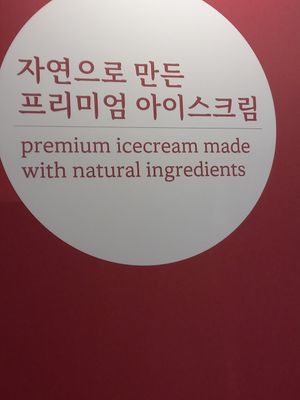 자연으로 만든
프리미엄 아이스크림
premium icecream made
with natural ingredients